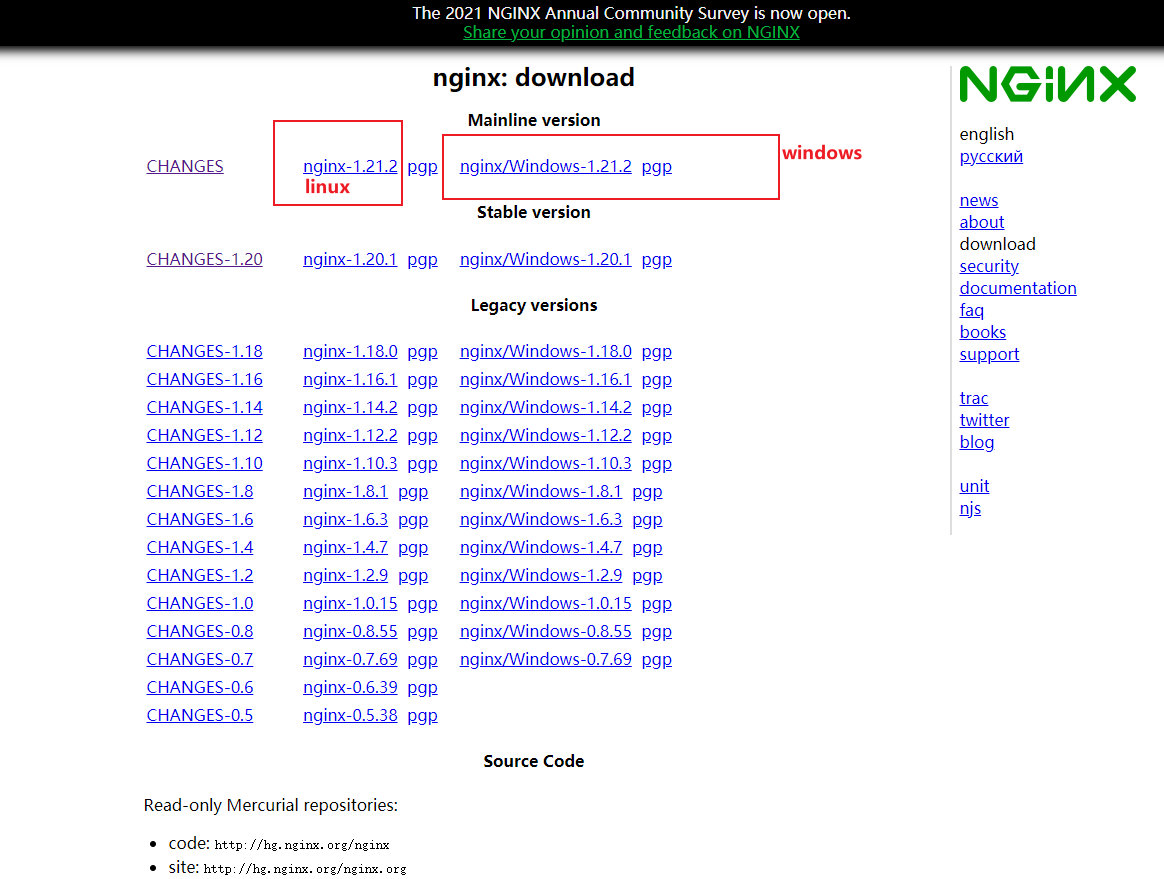 The 2021 NGINX Annual Community Survey is now open.
Share your opinion and feedback on NGINX
nginx: download
NGINX
Mainline version
CHANGES nginx-1.21.2 pgp nginx/Windows-1.21.2 pgp windows
linux
Stable version
CHANGES-1.20 nginx-1.20.1 pgp nginx/Windows-1.20.1 pgp
Legacy versions
CHANGES-1.18 nginx-1.18.0 pgp nginx/Windows-1.18.0 pgp
CHANGES-1.16 nginx-1.16.1 pgp nginx/Windows-1.16.1 pgp
CHANGES-1.14 nginx-1.14.2 pgp nginx/Windows-1.14.2 pgp
CHANGES-1.12 nginx-1.12.2 pgp nginx/Windows-1.12.2 pgp
CHANGES-1.10 nginx-1.10.3 pgp nginx/Windows-1.10.3 pgp
CHANGES-1.8 nginx-1.8.1 pgp nginx/Windows-1.8.1 pgp
CHANGES-1.6 nginx-1.6.3 pgp nginx/Windows-1.6.3 pgp
CHANGES-1.4 nginx-1.4.7 pgp nginx/Windows-1.4.7 pgp
CHANGES-1.2 nginx-1.2.9 pgp nginx/Windows-1.2.9 pgp
CHANGES-1.0 nginx-1.0.15 pgp nginx/Windows-1.0.15 pgp
CHANGES-0.8 nginx-0.8.55 pgp nginx/Windows-0.8.55 pgp
CHANGES-0.7 nginx-0.7.69 pgp nginx/Windows-0.7.69 pgp
CHANGES-0.6 nginx-0.6.39 pgp
CHANGES-0.5 nginx-0.5.38 pgp
Source Code
Read-only Mercurial repositories:
• code: http://hg.nginx.org/nginx
• site: http://hg.nginx.org/nginx.org
english
русский
news
about
download
security
documentation
faq
books
support
trac
twitter
blog
unit
njs